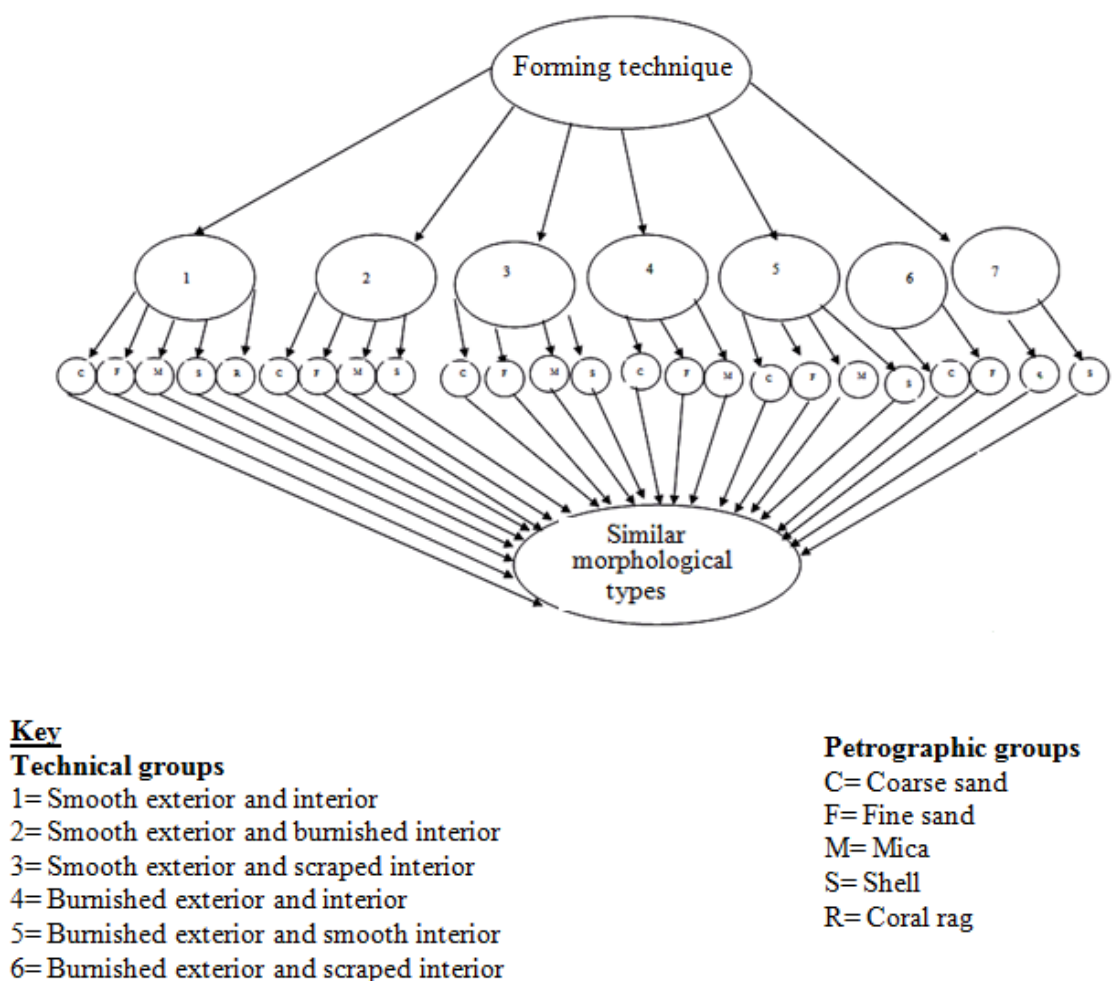 Forming technique
1 2 3 4 5 6 7
C F M S R C F M S C F M S C F M C F M S C F S
Similar
morphological
types
Key
Technical groups
1= Smooth exterior and interior
2= Smooth exterior and burnished interior
3= Smooth exterior and scraped interior
4= Burnished exterior and interior
5= Burnished exterior and smooth interior
6= Burnished exterior and scraped interior
Petrographic groups
C= Coarse sand
F= Fine sand
M= Mica
S= Shell
R= Coral rag